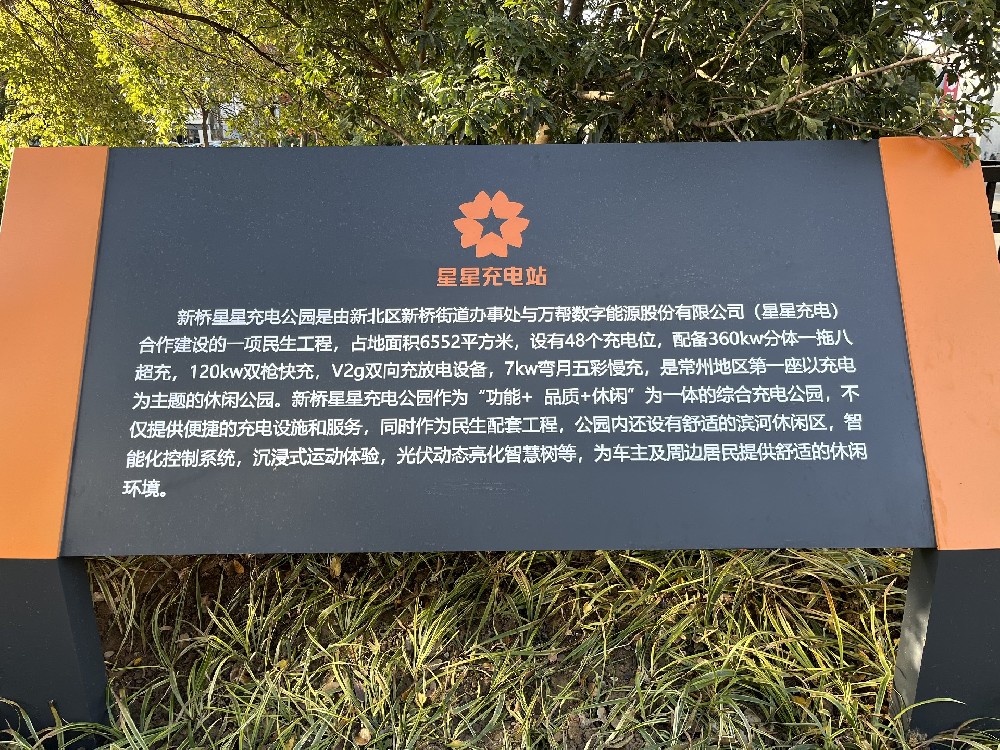 星星充电站
新桥星星充电公园是由新北区新桥街道办事处与万帮数字能源股份有限公司（星星充电）
合作建设的一项民生工程，占地面积6552平方米，设有48个充电位，配备360kw分体一拖八
超充，120kw双枪快充，V2g双向充放电设备，7kw弯月五彩慢充，是常州地区第一座以充电
为主题的休闲公园。新桥星星充电公园作为“功能+ 品质+休闲”为一体的综合充电公园，不
仅提供便捷的充电设施和服务，同时作为民生配套工程，公园内还设有舒适的滨河休闲区，智
能化控制系统，沉浸式运动体验，光伏动态亮化智慧树等，为车主及周边居民提供舒适的休闲
环境。